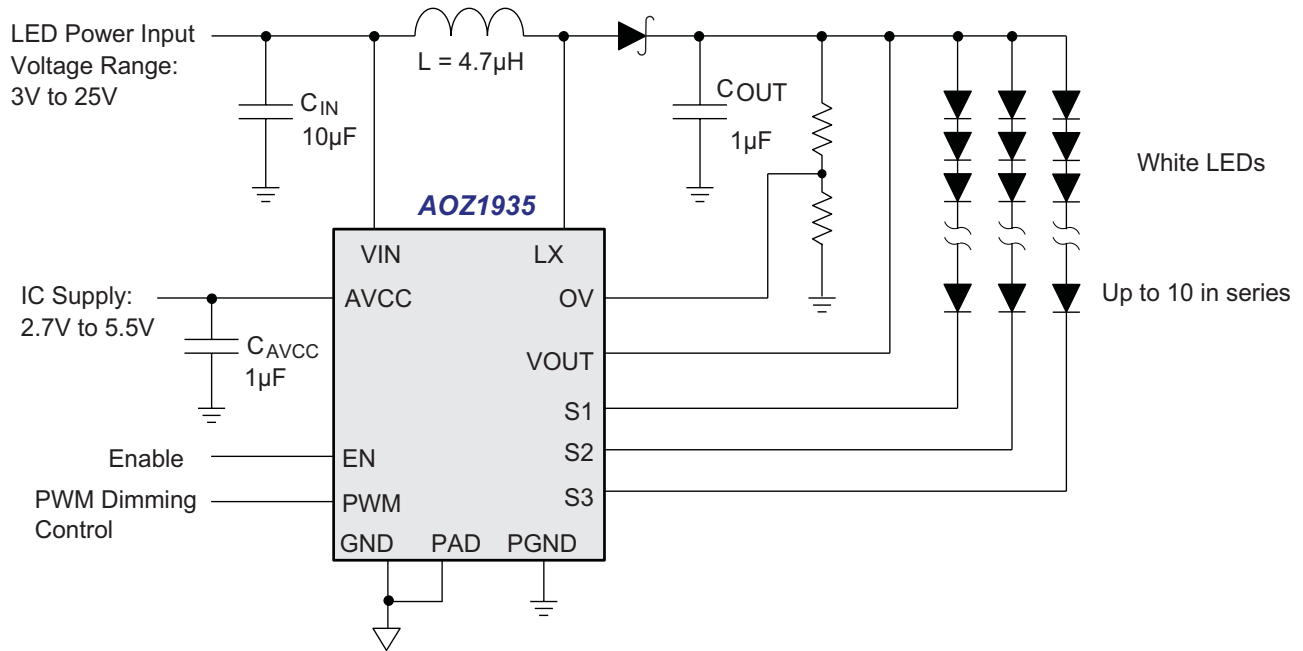 LED Power Input
Voltage Range:
3V to 25V
L = 4.7µH
CIN
10µF
COUT
1µF
White LEDs
AOZ1935
VIN
LX
IC Supply:
2.7V to 5.5V
AVCC
OV
Up to 10 in series
CAVCC
1µF
VOUT
S1
Enable
EN
S2
PWM Dimming
Control
PWM
S3
GND
PAD
PGND